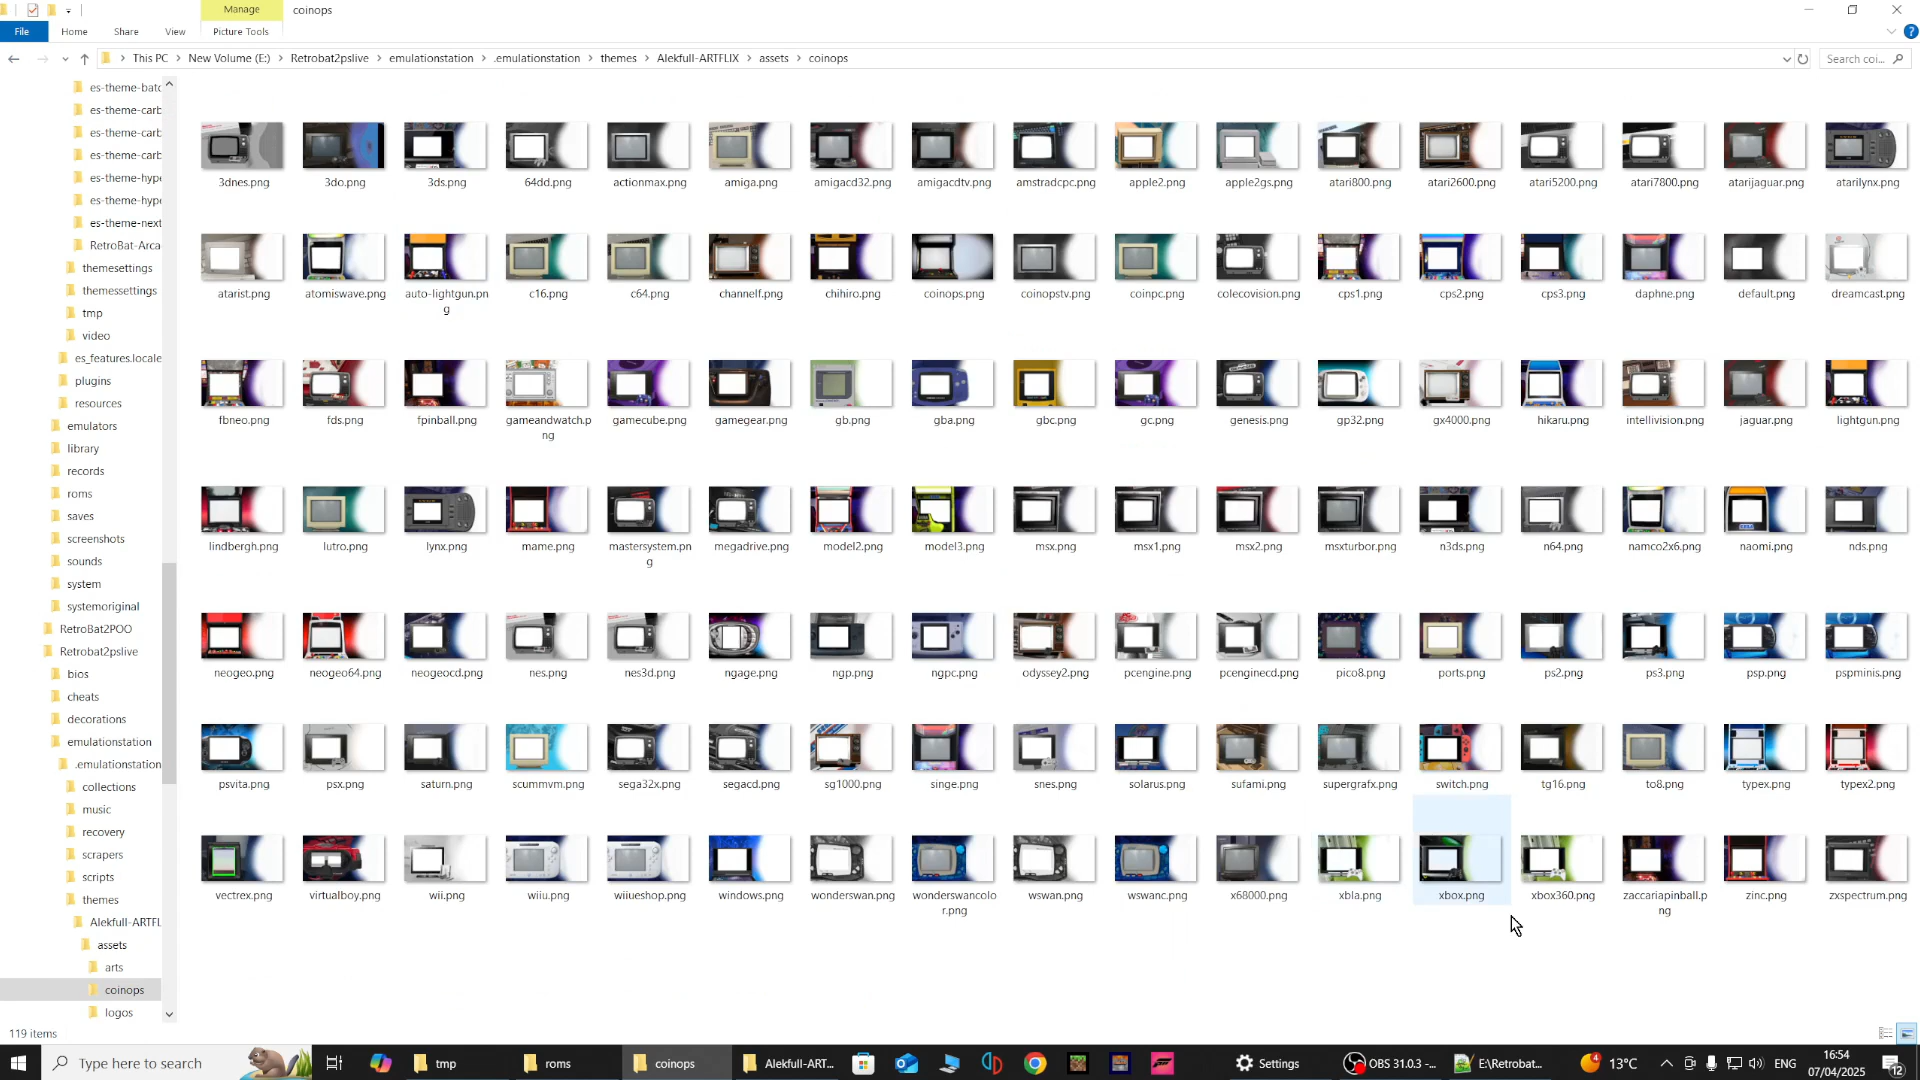 Manage
coinops
File
Home
Share
View
Picture Tools
This PC > New Volume (E:) > Retrobat2pslive > emulationstation > .emulationstation > themes > Alekfull-ARTFLIX > assets > coinops
Search coi...
es-theme-batc
es-theme-carb
es-theme-carb
es-theme-carb
es-theme-hype
es-theme-hype
es-theme-next
RetroBat-Arca
themesettings
themessettings
tmp
video
es_features.locale
plugins
resources
emulators
library
records
roms
saves
screenshots
sounds
system
systemoriginal
RetroBat2POO
Retrobat2pslive
bios
cheats
decorations
emulationstation
.emulationstation
collections
music
recovery
scrapers
scripts
themes
Alekfull-ARTFL
assets
arts
coinops
logos
3dnes.png 3do.png 3ds.png 64dd.png actionmax.png amiga.png amigacd32.png amigacdtv.png amstradcpc.png apple2.png apple2gs.png atari800.png atari2600.png atari5200.png atari7800.png atarijaguar.png atarilynx.png
atarist.png atomiswave.png auto-lightgun.pn c16.png c64.png channelf.png chihiro.png coinops.png coinopstv.png coinpc.png colecovision.png cps1.png cps2.png cps3.png daphne.png default.png dreamcast.png
g
fbneo.png fds.png fpinball.png gameandwatch.p gamecube.png gamegear.png gb.png gba.png gbc.png gc.png genesis.png gp32.png gx4000.png hikaru.png intellivision.png jaguar.png lightgun.png
ng
lindbergh.png lutro.png lynx.png mame.png mastersystem.pn megadrive.png model2.png model3.png msx.png msx1.png msx2.png msxturbor.png n3ds.png n64.png namco2x6.png naomi.png nds.png
g
neogeo.png neogeo64.png neogeocd.png nes.png nes3d.png ngage.png ngp.png ngpc.png odyssey2.png pcengine.png pcenginecd.png pico8.png ports.png ps2.png ps3.png psp.png pspminis.png
psvita.png psx.png saturn.png scummvm.png sega32x.png segacd.png sg1000.png singe.png snes.png solarus.png sufami.png supergrafx.png switch.png tg16.png to8.png typex.png typex2.png
vectrex.png virtualboy.png wii.png wiiu.png wiiueshop.png windows.png wonderswan.png wonderswancolo wswan.png wswanc.png x68000.png xbla.png xbox.png xbox360.png zaccariapinball.p zinc.png zxspectrum.png
r.png ng
119 items
Type here to search
tmp
roms
coinops
Alekfull-ART...
Settings
OBS 31.0.3 -...
E:\Retrobat...
4
13°C
ENG
16:54
07/04/2025
12